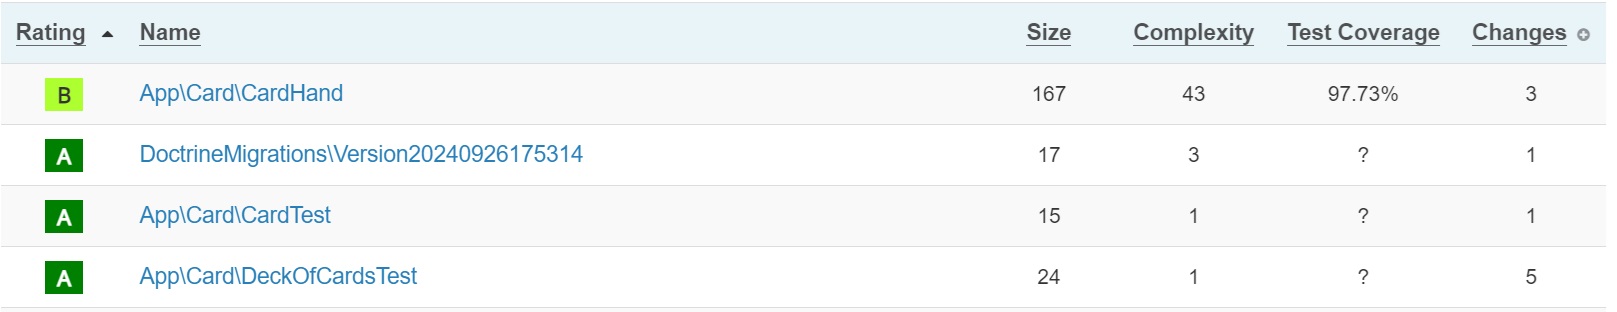 Rating Name Size Complexity Test Coverage Changes
B App\Card\CardHand 167 43 97.73% 3
A DoctrineMigrations\Version20240926175314 17 3 ? 1
A App\Card\CardTest 15 1 ? 1
A App\Card\DeckOfCardsTest 24 1 ? 5